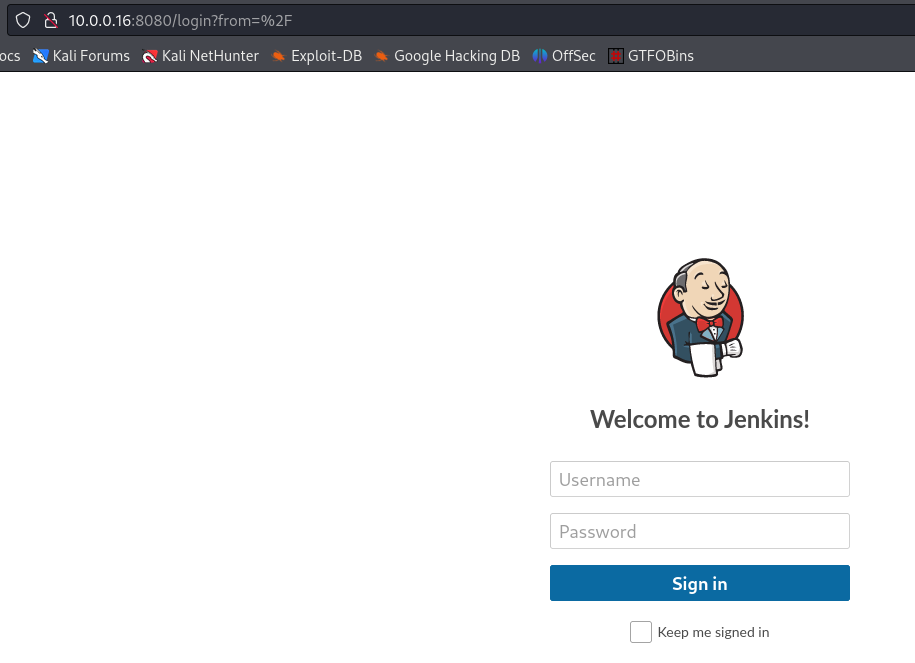 10.0.0.16:8080/login?from=%2F
ocs Kali Forums Kali NetHunter Exploit-DB Google Hacking DB OffSec GTFOBins
Welcome to Jenkins!
Username
Password
Sign in
Keep me signed in